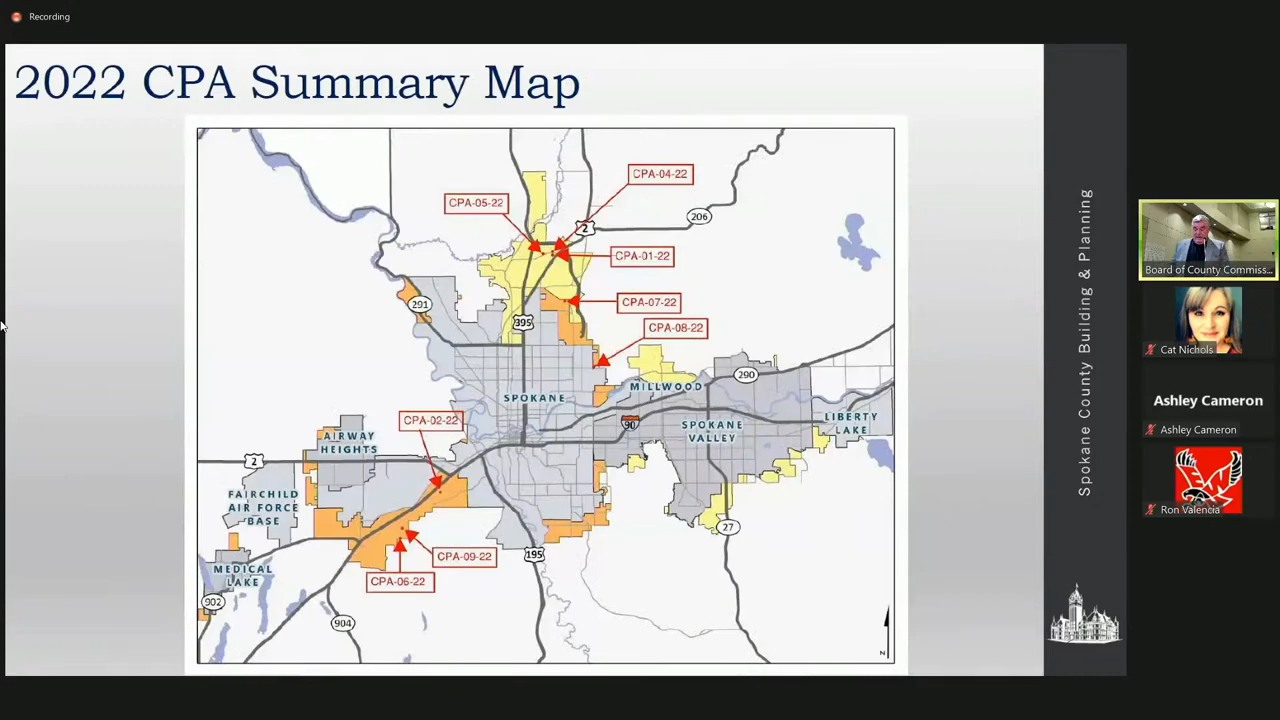 Recording
2022 CPA Summary Map
CPA-04-22
CPA-05-22
206
2
CPA-01-22
291
CPA-07-22
395
CPA-08-22
290
MILLWOOD
SPOKANE
CPA-02-22
90
SPOKANE
VALLEY
LIBERTY
LAKE
AIRWAY
HEIGHTS
2
FAIRCHILD
AIR FORCE
BASE
27
195
CPA-09-22
MEDICAL
LAKE
CPA-06-22
902
904
N
Spokane County Building & Planning
Board of County Commiss...
Cat Nichols
Ashley Cameron
Ashley Cameron
Ron Valencia